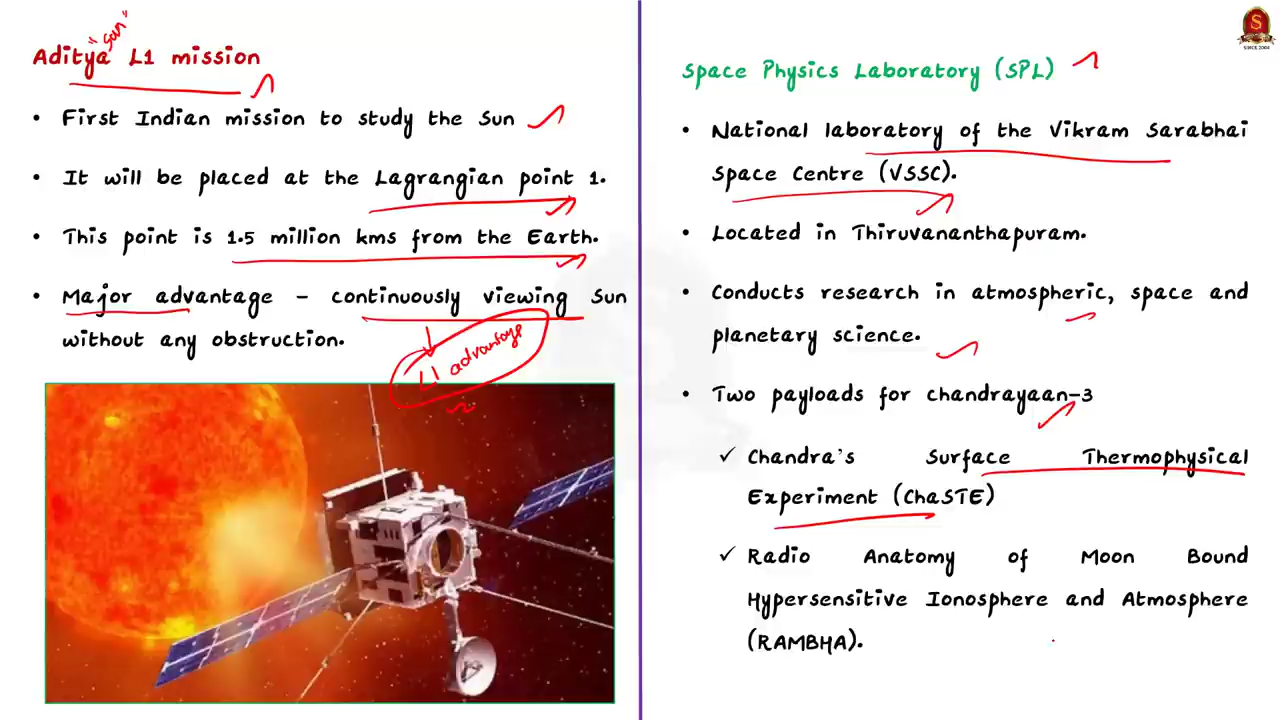 "Sun"
Aditya L1 mission
• First Indian mission to study the Sun
• It will be placed at the Lagrangian point 1.
• This point is 1.5 million kms from the Earth.
• Major advantage – continuously viewing Sun
without any obstruction.
L1 advantage
Space Physics Laboratory (SPL)
• National laboratory of the Vikram Sarabhai
Space Centre (VSSC).
• Located in Thiruvananthapuram.
• Conducts research in atmospheric, space and
planetary science.
• Two payloads for chandrayaan-3
✓ Chandra's Surface Thermophysical
Experiment (ChaSTE)
✓ Radio Anatomy of Moon Bound
Hypersensitive Ionosphere and Atmosphere
(RAMBHA).
S
SINCE 2004